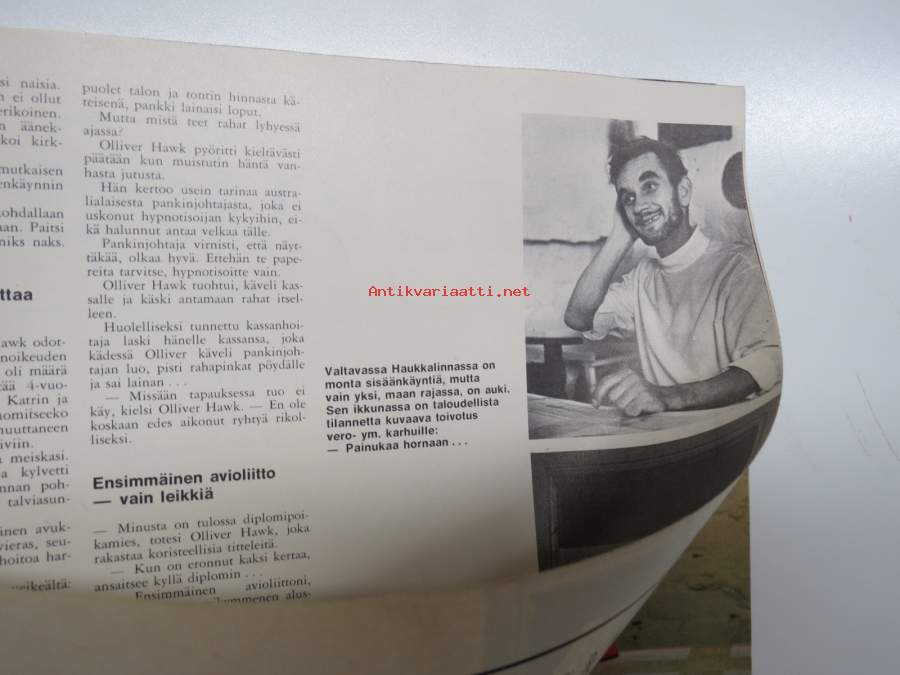 si naisia.
ei ollut
erikoinen.
äänek-
koi kirk-
mutkaisen
enkäynnin
ohdallaan
aan. Paitsi
niks naks.
ttaa
awk odot-
noikeuden
oli määrä
4-vuo-
Katrin ja
nomitseeko
nuuttaneen
iviin.
meiskasi.
a kylvetti
nnan poh-
talviasun-
inen avuk-
vieras, seu-
hoitoa har-
puolet talon ja tontin hinnasta kä-
teisenä, pankki lainaisi loput.
Mutta mistä teet rahat lyhyessä
ajassa?
Olliver Hawk pyöritti kieltävästi
päätään kun muistutin häntä van-
hasta jutusta.
Hän kertoo usein tarinaa austra-
lialaisesta pankinjohtajasta, joka ei
uskonut hypnotisoijan kykyihin, ei-
kä halunnut antaa velkaa tälle.
Pankinjohtaja virnisti, että näyt-
täkää, olkaa hyvä. Ettehän te pape-
reita tarvitse, hypnotisoitte vain.
Olliver Hawk tuohtui, käveli kas-
salle ja käski antamaan rahat itsel-
leen.
Huolelliseksi tunnettu kassanhoi-
taja laski hänelle kassansa, joka
kädessä Olliver käveli pankinjoh-
tajan luo, pisti rahapinkat pöydälle
ja sai lainan . . .
— Missään tapauksessa tuo ei
käy, kielsi Olliver Hawk. — En ole
koskaan edes aikonut ryhtyä rikol-
liseksi.
Ensimmäinen avioliitto
— vain leikkiä
— Minusta on tulossa diplomipoi-
kamies, totesi Olliver Hawk, joka
rakastaa koristeellisia titteleitä.
— Kun on eronnut kaksi kertaa,
ansaitsee kyllä diplomin . . .
Ensimmäinen avioliittoni,
alus-
Antikvariaatti.net
Valtavassa Haukkalinnassa on
monta sisäänkäyntiä, mutta
vain yksi, maan rajassa, on auki.
Sen ikkunassa on taloudellista
tilannetta kuvaava toivotus
vero- ym. karhuille:
— Painukaa hornaan . . .